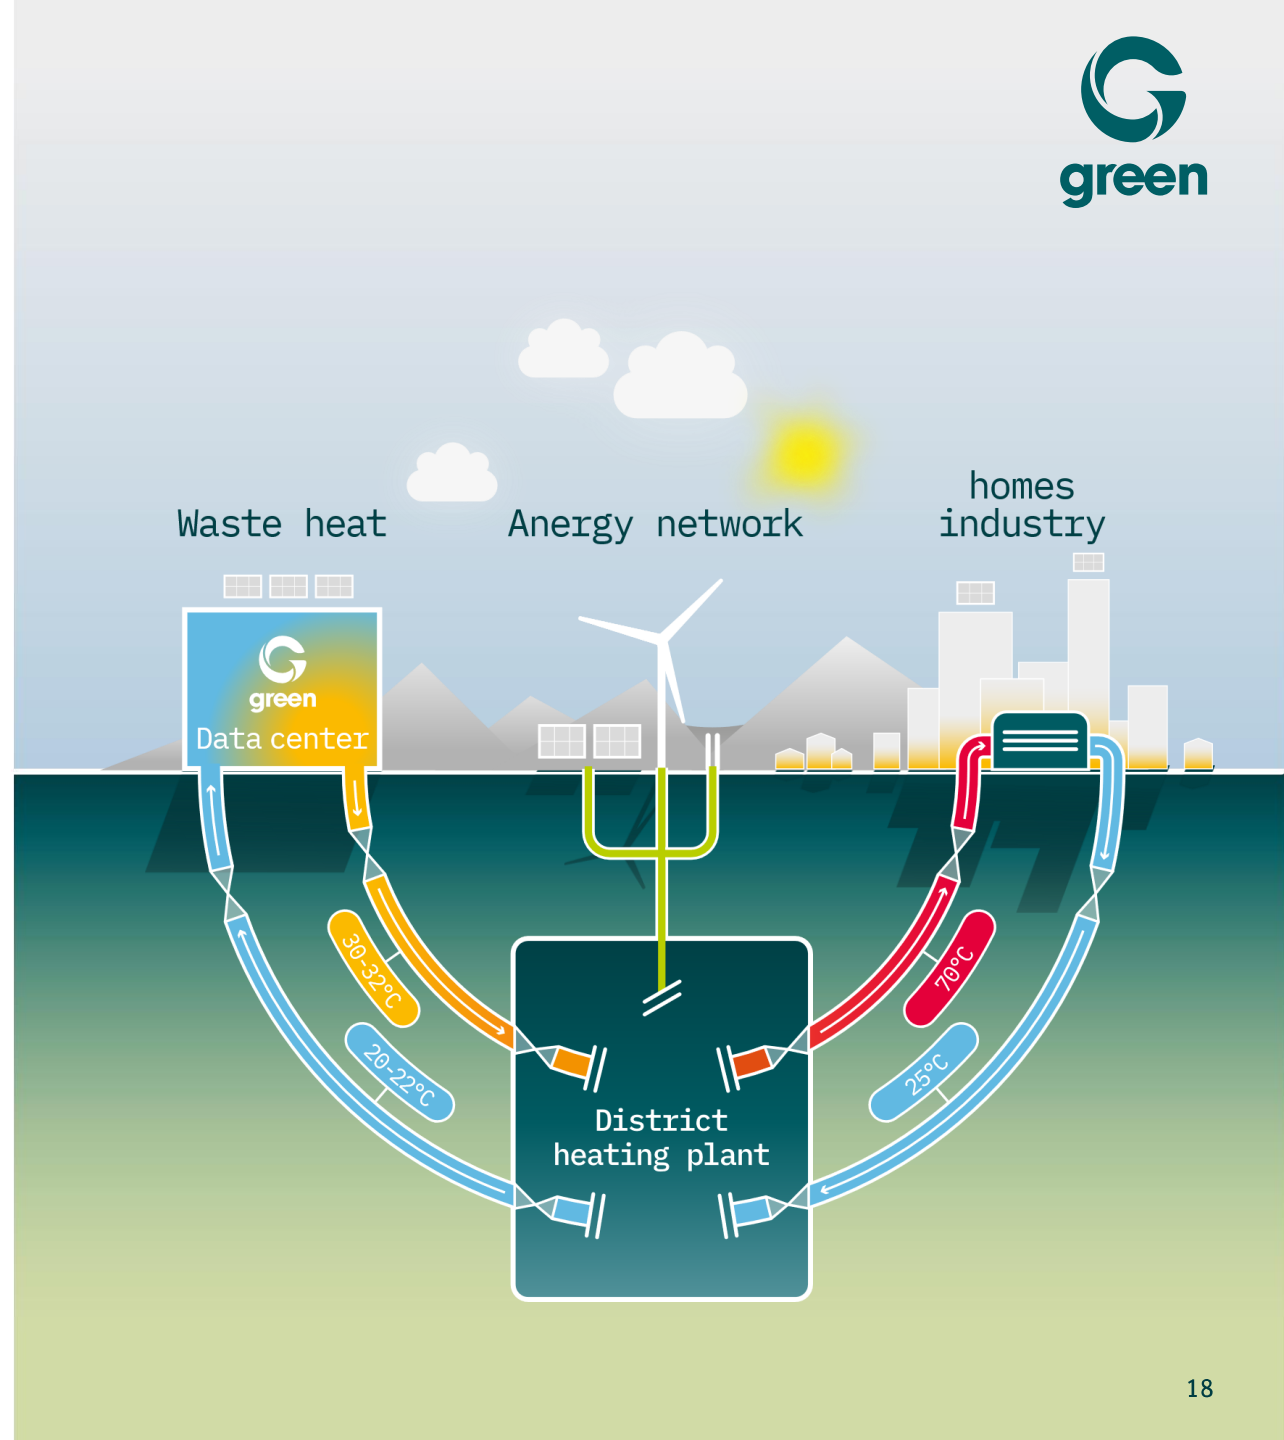 green
homes
Waste heat
Anergy network
industry
green
Data center
30-32°C
70°C
20-22°C
25°C
District
heating plant
18